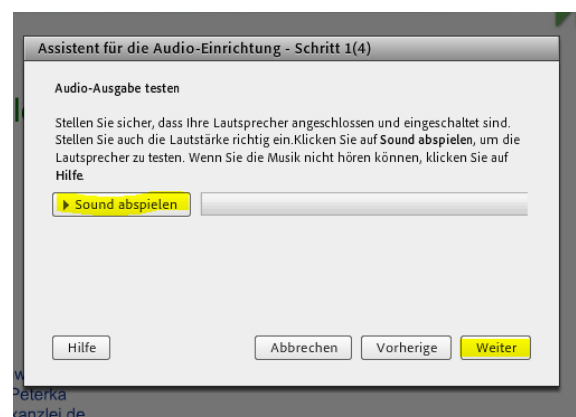 Assistent für die Audio-Einrichtung - Schritt 1(4)
Audio-Ausgabe testen
Stellen Sie sicher, dass Ihre Lautsprecher angeschlossen und eingeschaltet sind.
Stellen Sie auch die Lautstärke richtig ein.Klicken Sie auf Sound abspielen, um die
Lautsprecher zu testen. Wenn Sie die Musik nicht hören können, klicken Sie auf
Hilfe.
Sound abspielen
Hilfe Abbrechen Vorherige Weiter
Peterka
kanzlei.de